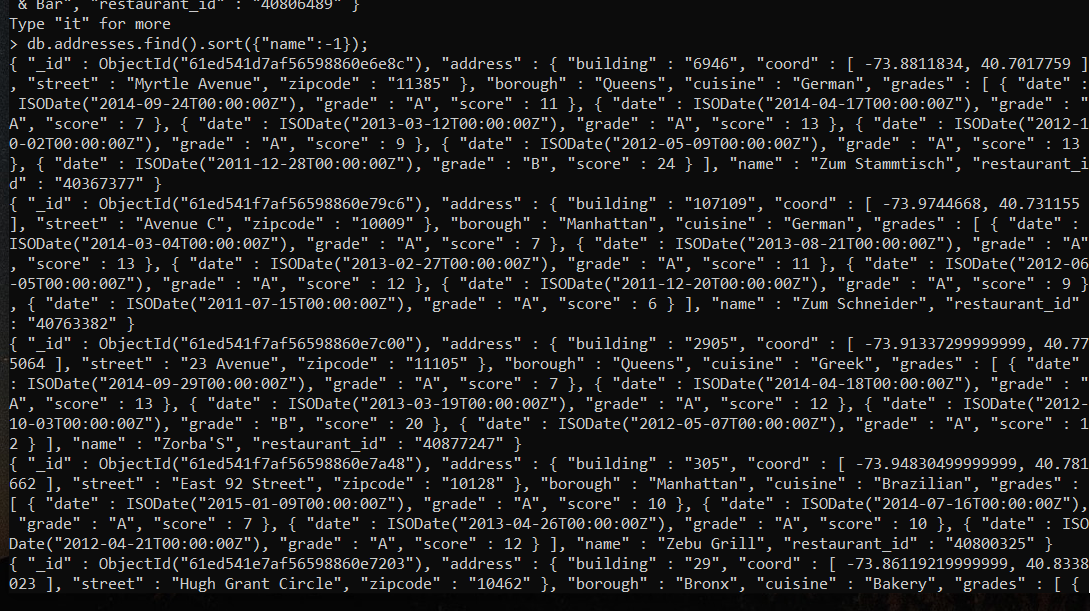 & Bar", "restaurant_id" : "40806489" }
Type "it" for more
> db.addresses.find().sort({"name":-1});
{ "_id" : ObjectId("61ed541d7af56598860e6e8c"), "address" : { "building" : "6946", "coord" : [ -73.8811834, 40.7017759 ]
, "street" : "Myrtle Avenue", "zipcode" : "11385" }, "borough" : "Queens", "cuisine" : "German", "grades" : [ { "date" :
ISODate("2014-09-24T00:00:00Z"), "grade" : "A", "score" : 11 }, { "date" : ISODate("2014-04-17T00:00:00Z"), "grade" : "
A", "score" : 7 }, { "date" : ISODate("2013-03-12T00:00:00Z"), "grade" : "A", "score" : 13 }, { "date" : ISODate("2012-1
0-02T00:00:00Z"), "grade" : "A", "score" : 9 }, { "date" : ISODate("2012-05-09T00:00:00Z"), "grade" : "A", "score" : 13
}, { "date" : ISODate("2011-12-28T00:00:00Z"), "grade" : "B", "score" : 24 } ], "name" : "Zum Stammtisch", "restaurant_i
d" : "40367377" }
{ "_id" : ObjectId("61ed541f7af56598860e79c6"), "address" : { "building" : "107109", "coord" : [ -73.9744668, 40.731155
], "street" : "Avenue C", "zipcode" : "10009" }, "borough" : "Manhattan", "cuisine" : "German", "grades" : [ { "date" :
ISODate("2014-03-04T00:00:00Z"), "grade" : "A", "score" : 7 }, { "date" : ISODate("2013-08-21T00:00:00Z"), "grade" : "A"
, "score" : 13 }, { "date" : ISODate("2013-02-27T00:00:00Z"), "grade" : "A", "score" : 11 }, { "date" : ISODate("2012-06
-05T00:00:00Z"), "grade" : "A", "score" : 12 }, { "date" : ISODate("2011-12-20T00:00:00Z"), "grade" : "A", "score" : 9 }
, { "date" : ISODate("2011-07-15T00:00:00Z"), "grade" : "A", "score" : 6 } ], "name" : "Zum Schneider", "restaurant_id"
: "40763382" }
{ "_id" : ObjectId("61ed541f7af56598860e7c00"), "address" : { "building" : "2905", "coord" : [ -73.91337299999999, 40.77
5064 ], "street" : "23 Avenue", "zipcode" : "11105" }, "borough" : "Queens", "cuisine" : "Greek", "grades" : [ { "date"
: ISODate("2014-09-29T00:00:00Z"), "grade" : "A", "score" : 7 }, { "date" : ISODate("2014-04-18T00:00:00Z"), "grade" : "
A", "score" : 13 }, { "date" : ISODate("2013-03-19T00:00:00Z"), "grade" : "A", "score" : 12 }, { "date" : ISODate("2012-
10-03T00:00:00Z"), "grade" : "B", "score" : 20 }, { "date" : ISODate("2012-05-07T00:00:00Z"), "grade" : "A", "score" : 1
2 } ], "name" : "Zorba'S", "restaurant_id" : "40877247" }
{ "_id" : ObjectId("61ed541f7af56598860e7a48"), "address" : { "building" : "305", "coord" : [ -73.94830499999999, 40.781
662 ], "street" : "East 92 Street", "zipcode" : "10128" }, "borough" : "Manhattan", "cuisine" : "Brazilian", "grades" :
[ { "date" : ISODate("2015-01-09T00:00:00Z"), "grade" : "A", "score" : 10 }, { "date" : ISODate("2014-07-16T00:00:00Z"),
"grade" : "A", "score" : 7 }, { "date" : ISODate("2013-04-26T00:00:00Z"), "grade" : "A", "score" : 10 }, { "date" : ISO
Date("2012-04-21T00:00:00Z"), "grade" : "A", "score" : 12 } ], "name" : "Zebu Grill", "restaurant_id" : "40800325" }
{ "_id" : ObjectId("61ed541e7af56598860e7203"), "address" : { "building" : "29", "coord" : [ -73.86119219999999, 40.8338
023 ], "street" : "Hugh Grant Circle", "zipcode" : "10462" }, "borough" : "Bronx", "cuisine" : "Bakery", "grades" : [ {